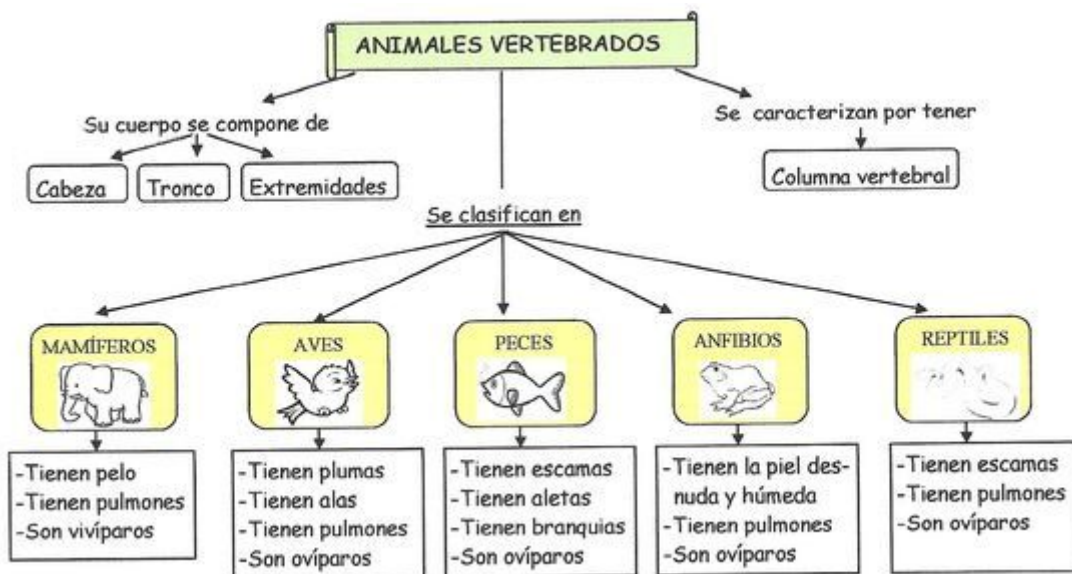 ANIMALES VERTEBRADOS
Su cuerpo se compone de
Cabeza
Tronco
Extremidades
Se caracterizan por tener
Columna vertebral
Se clasifican en
MAMÍFEROS
-Tienen pelo
-Tienen pulmones
-Son vivíparos
AVES
-Tienen plumas
-Tienen alas
-Tienen pulmones
-Son ovíparos
PECES
-Tienen escamas
-Tienen aletas
-Tienen branquias
-Son ovíparos
ANFIBIOS
-Tienen la piel des-
nuda y húmeda
-Tienen pulmones
-Son ovíparos
REPTILES
-Tienen escamas
-Tienen pulmones
-Son ovíparos